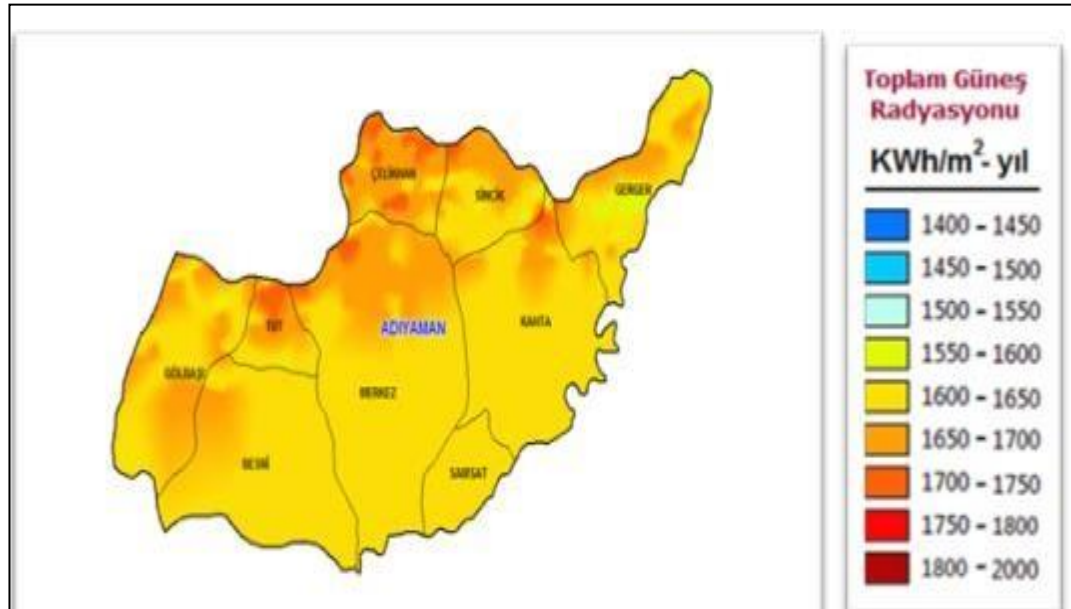 Toplam Güneş
Radyasyonu
KWh/m²- yıl
1400 - 1450
1450 - 1500
1500 - 1550
1550 - 1600
1600 - 1650
1650 - 1700
1700 - 1750
1750 - 1800
1800 - 2000
ÇELİKHAN
SİNCİK
GERGER
TUT
ADIYAMAN
KAHTA
GÖLBAŞI
MERKEZ
BESNİ
SAMSAT